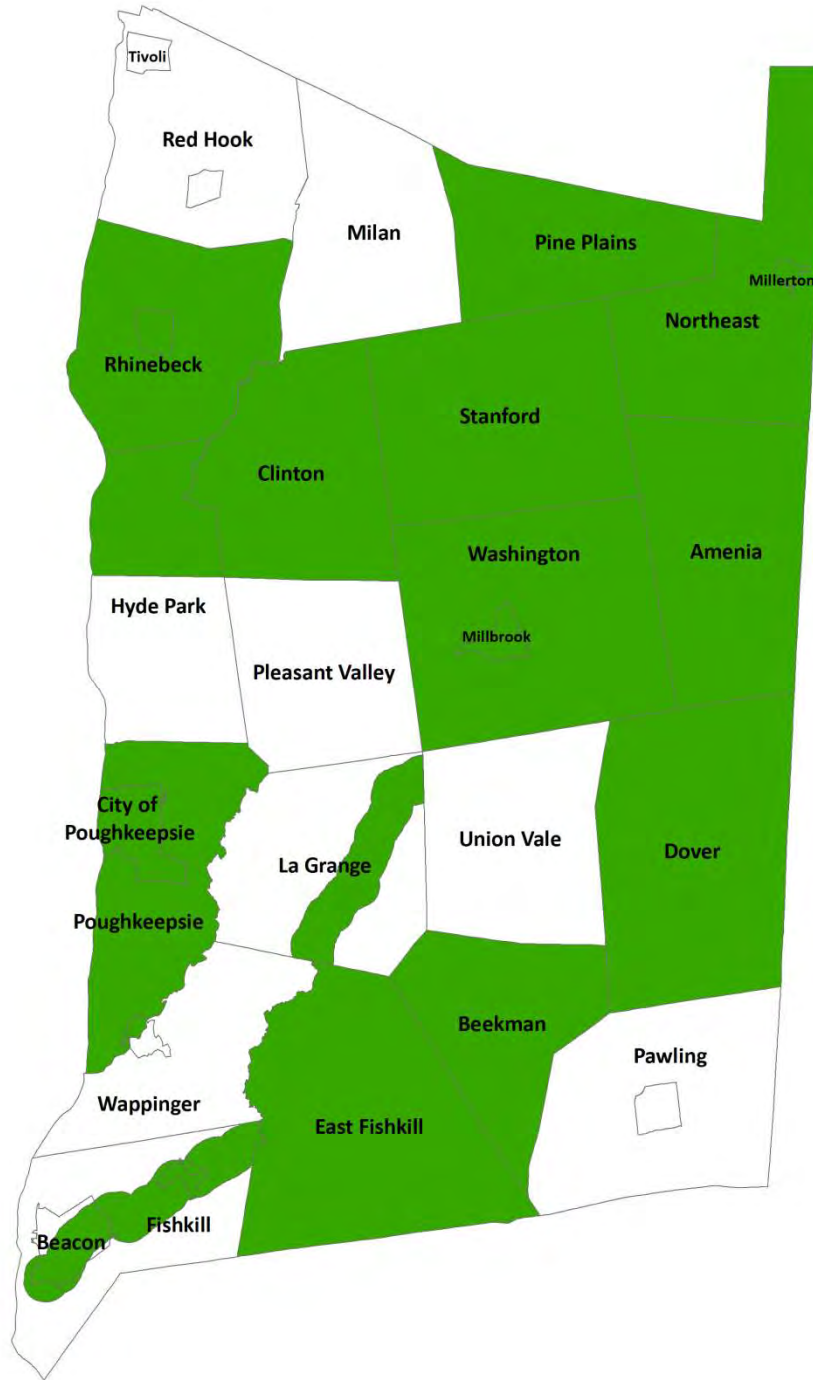 Tivoli
Red Hook
Milan
Pine Plains
Millerton
Northeast
Rhinebeck
Stanford
Clinton
Washington
Amenia
Hyde Park
Millbrook
Pleasant Valley
City of
Poughkeepsie
Union Vale
La Grange
Dover
Poughkeepsie
Beekman
Pawling
Wappinger
East Fishkill
Fishkill
Beacon